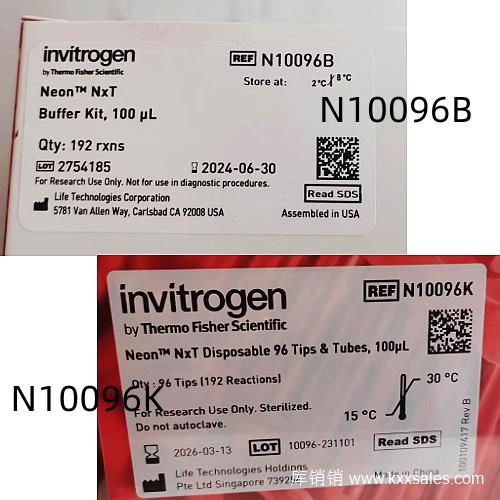 invitrogen
by Thermo Fisher Scientific
REF N10096B
Store at: 2°C 8°C
Neon™ NxT
Buffer Kit, 100 µL
N10096B
Qty: 192 rxns
LOT 2754185 2024-06-30
For Research Use Only. Not for use in diagnostic procedures.
Read SDS
Life Technologies Corporation
5781 Van Allen Way, Carlsbad CA 92008 USA
Assembled in USA
invitrogen
by Thermo Fisher Scientific
REF N10096K
Neon™ NxT Disposable 96 Tips & Tubes, 100µL
Qty: 96 Tips (192 Reactions)
30 °C
15 °C
N10096K
For Research Use Only. Sterilized.
Do not autoclave.
2026-03-13 LOT 10096-231101
Read SDS
100109417 Rev B
Life Technologies Holdings
Pte Ltd Singapore
Made in China
库销销 www.kxxsales.com